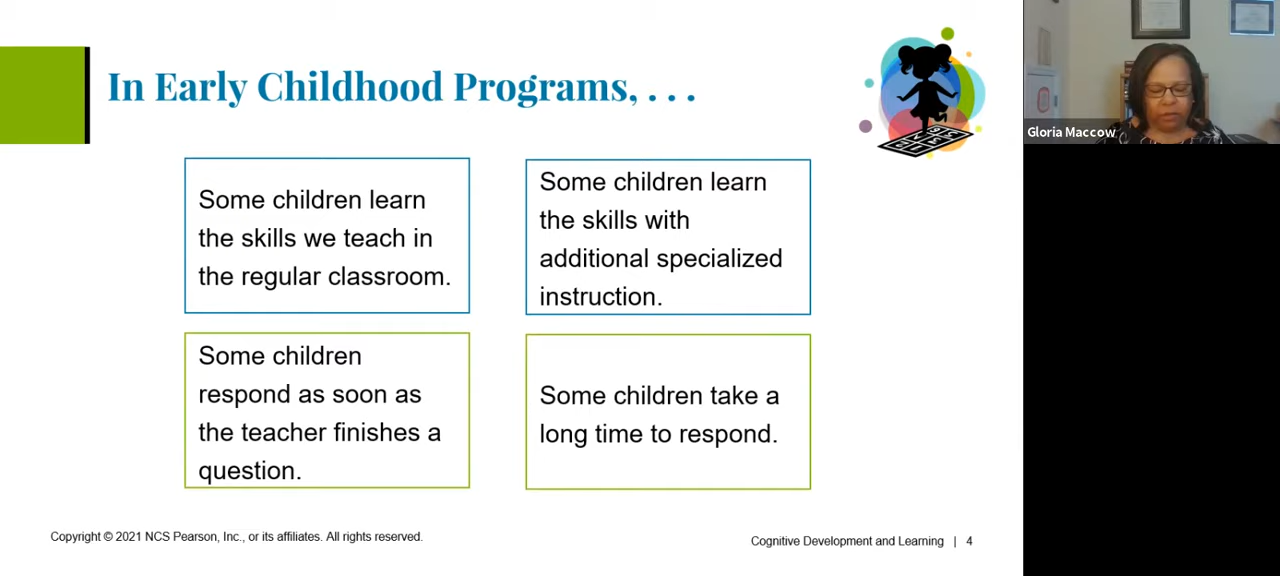 In Early Childhood Programs, . . .
Gloria Maccow
Some children learn
the skills we teach in
the regular classroom.
Some children learn
the skills with
additional specialized
instruction.
Some children
respond as soon as
the teacher finishes a
question.
Some children take a
long time to respond.
Copyright © 2021 NCS Pearson, Inc., or its affiliates. All rights reserved.
Cognitive Development and Learning | 4